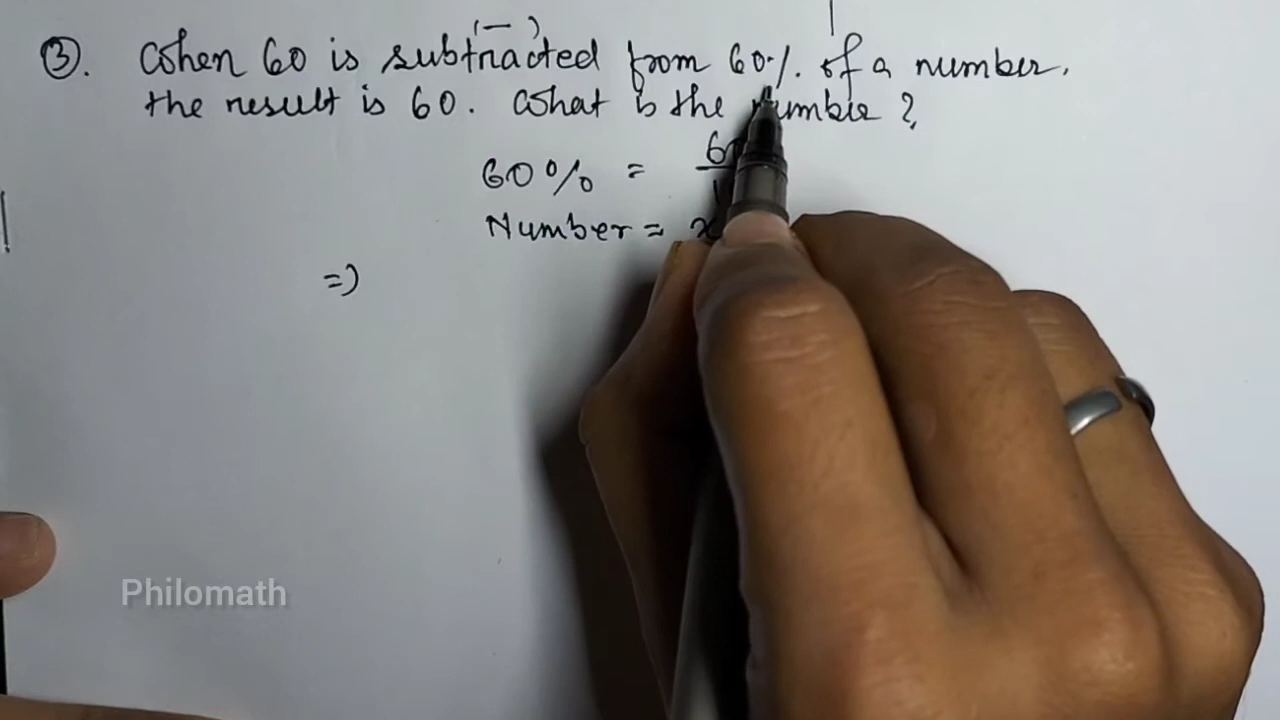 (-)
③. When 60 is subtracted from 60% of a number.
the result is 60. What is the number?
60% =
Number = x
=)
Philomath